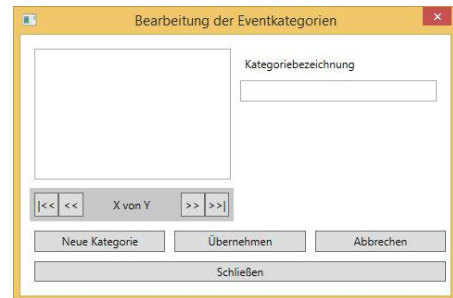 Bearbeitung der Eventkategorien
Kategoriebezeichnung
|<< << X von Y >> >>|
Neue Kategorie Übernehmen Abbrechen
Schließen